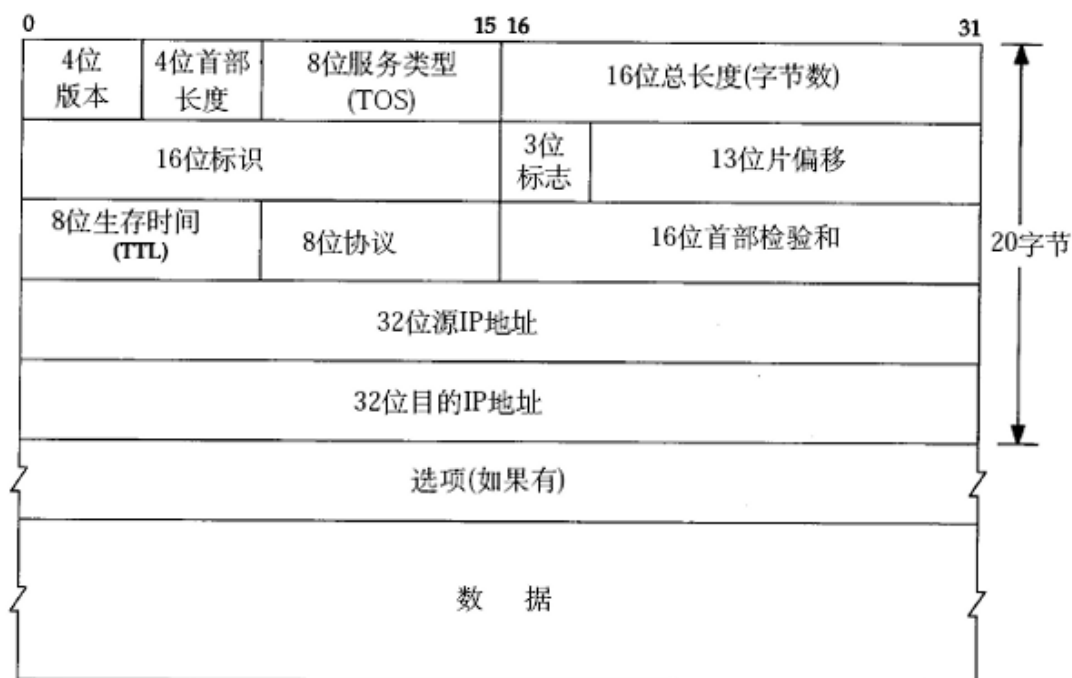 0 15 16 31
4位版本 4位首部长度 8位服务类型(TOS) 16位总长度(字节数)
16位标识 3位标志 13位片偏移
8位生存时间(TTL) 8位协议 16位首部检验和
20字节
32位源IP地址
32位目的IP地址
选项(如果有)
数 据